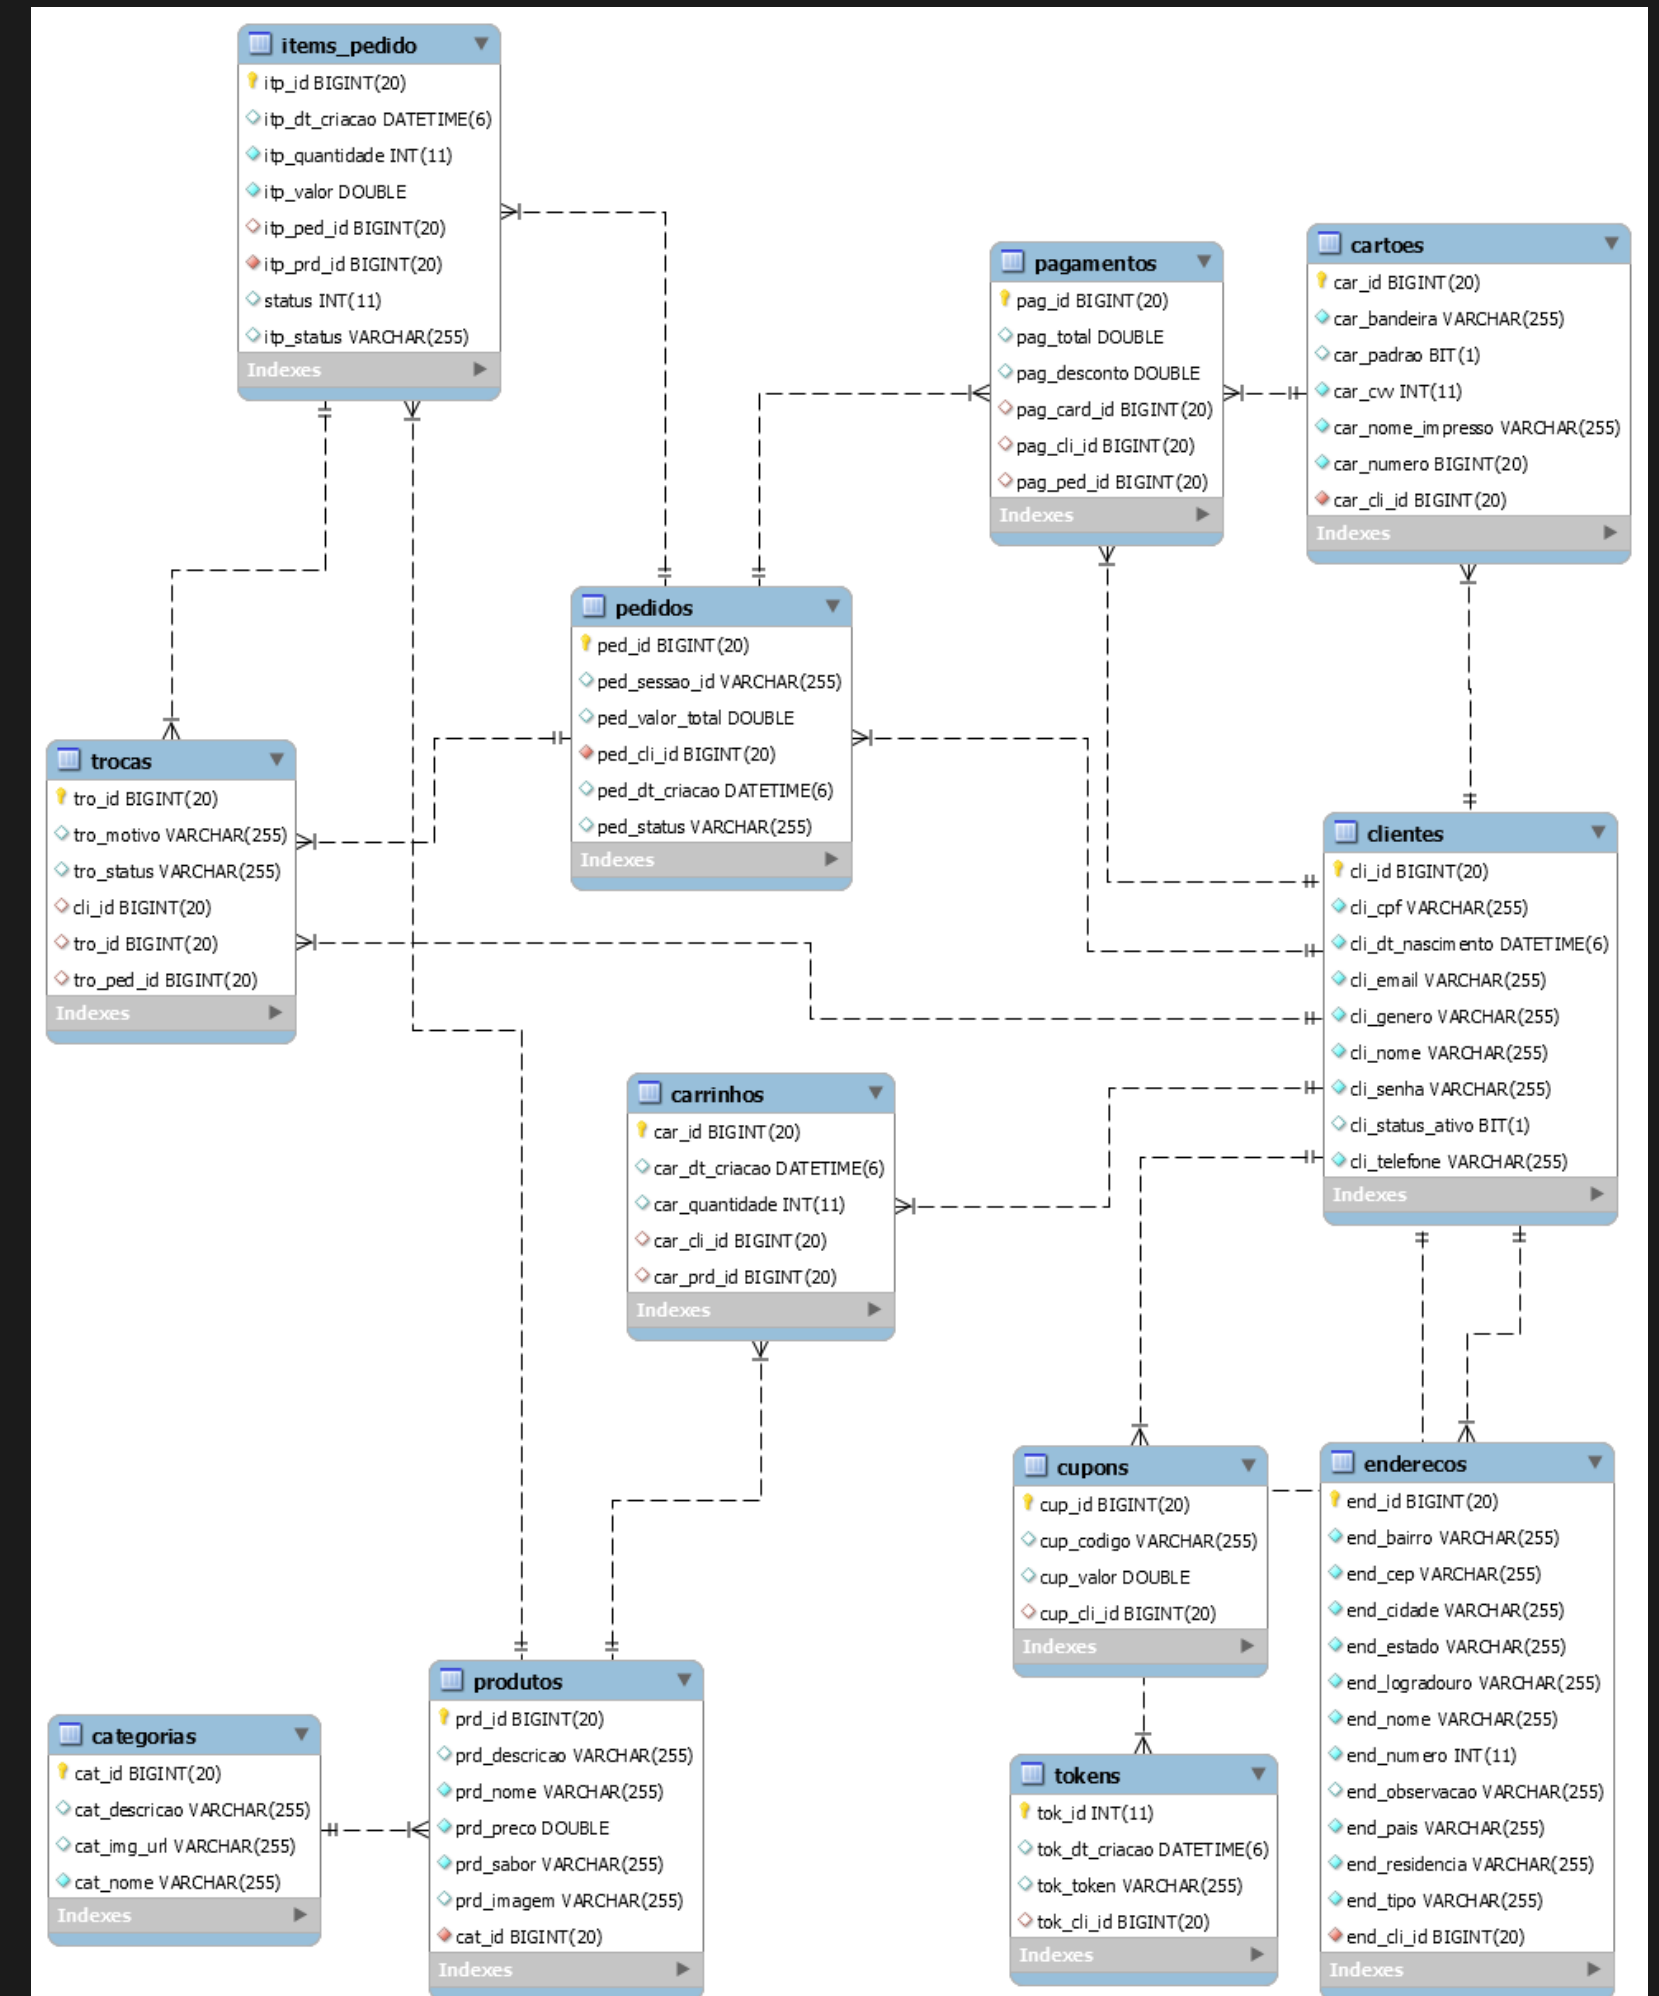 items_pedido
itp_id BIGINT(20)
itp_dt_criacao DATETIME(6)
itp_quantidade INT(11)
itp_valor DOUBLE
itp_ped_id BIGINT(20)
itp_prd_id BIGINT(20)
status INT(11)
itp_status VARCHAR(255)
Indexes
pagamentos
pag_id BIGINT(20)
pag_total DOUBLE
pag_desconto DOUBLE
pag_card_id BIGINT(20)
pag_cli_id BIGINT(20)
pag_ped_id BIGINT(20)
Indexes
cartoes
car_id BIGINT(20)
car_bandeira VARCHAR(255)
car_padrao BIT(1)
car_cvv INT(11)
car_nome_impresso VARCHAR(255)
car_numero BIGINT(20)
car_cli_id BIGINT(20)
Indexes
pedidos
ped_id BIGINT(20)
ped_sessao_id VARCHAR(255)
ped_valor_total DOUBLE
ped_cli_id BIGINT(20)
ped_dt_criacao DATETIME(6)
ped_status VARCHAR(255)
Indexes
trocas
tro_id BIGINT(20)
tro_motivo VARCHAR(255)
tro_status VARCHAR(255)
cli_id BIGINT(20)
tro_id BIGINT(20)
tro_ped_id BIGINT(20)
Indexes
clientes
cli_id BIGINT(20)
cli_cpf VARCHAR(255)
cli_dt_nascimento DATETIME(6)
cli_email VARCHAR(255)
cli_genero VARCHAR(255)
cli_nome VARCHAR(255)
cli_senha VARCHAR(255)
cli_status_ativo BIT(1)
cli_telefone VARCHAR(255)
Indexes
carrinhos
car_id BIGINT(20)
car_dt_criacao DATETIME(6)
car_quantidade INT(11)
car_cli_id BIGINT(20)
car_prd_id BIGINT(20)
Indexes
cupons
cup_id BIGINT(20)
cup_codigo VARCHAR(255)
cup_valor DOUBLE
cup_cli_id BIGINT(20)
Indexes
enderecos
end_id BIGINT(20)
end_bairro VARCHAR(255)
end_cep VARCHAR(255)
end_cidade VARCHAR(255)
end_estado VARCHAR(255)
end_logradouro VARCHAR(255)
end_nome VARCHAR(255)
end_numero INT(11)
end_observacao VARCHAR(255)
end_pais VARCHAR(255)
end_residencia VARCHAR(255)
end_tipo VARCHAR(255)
end_cli_id BIGINT(20)
Indexes
categorias
cat_id BIGINT(20)
cat_descricao VARCHAR(255)
cat_img_url VARCHAR(255)
cat_nome VARCHAR(255)
Indexes
produtos
prd_id BIGINT(20)
prd_descricao VARCHAR(255)
prd_nome VARCHAR(255)
prd_preco DOUBLE
prd_sabor VARCHAR(255)
prd_imagem VARCHAR(255)
cat_id BIGINT(20)
Indexes
tokens
tok_id INT(11)
tok_dt_criacao DATETIME(6)
tok_token VARCHAR(255)
tok_cli_id BIGINT(20)
Indexes